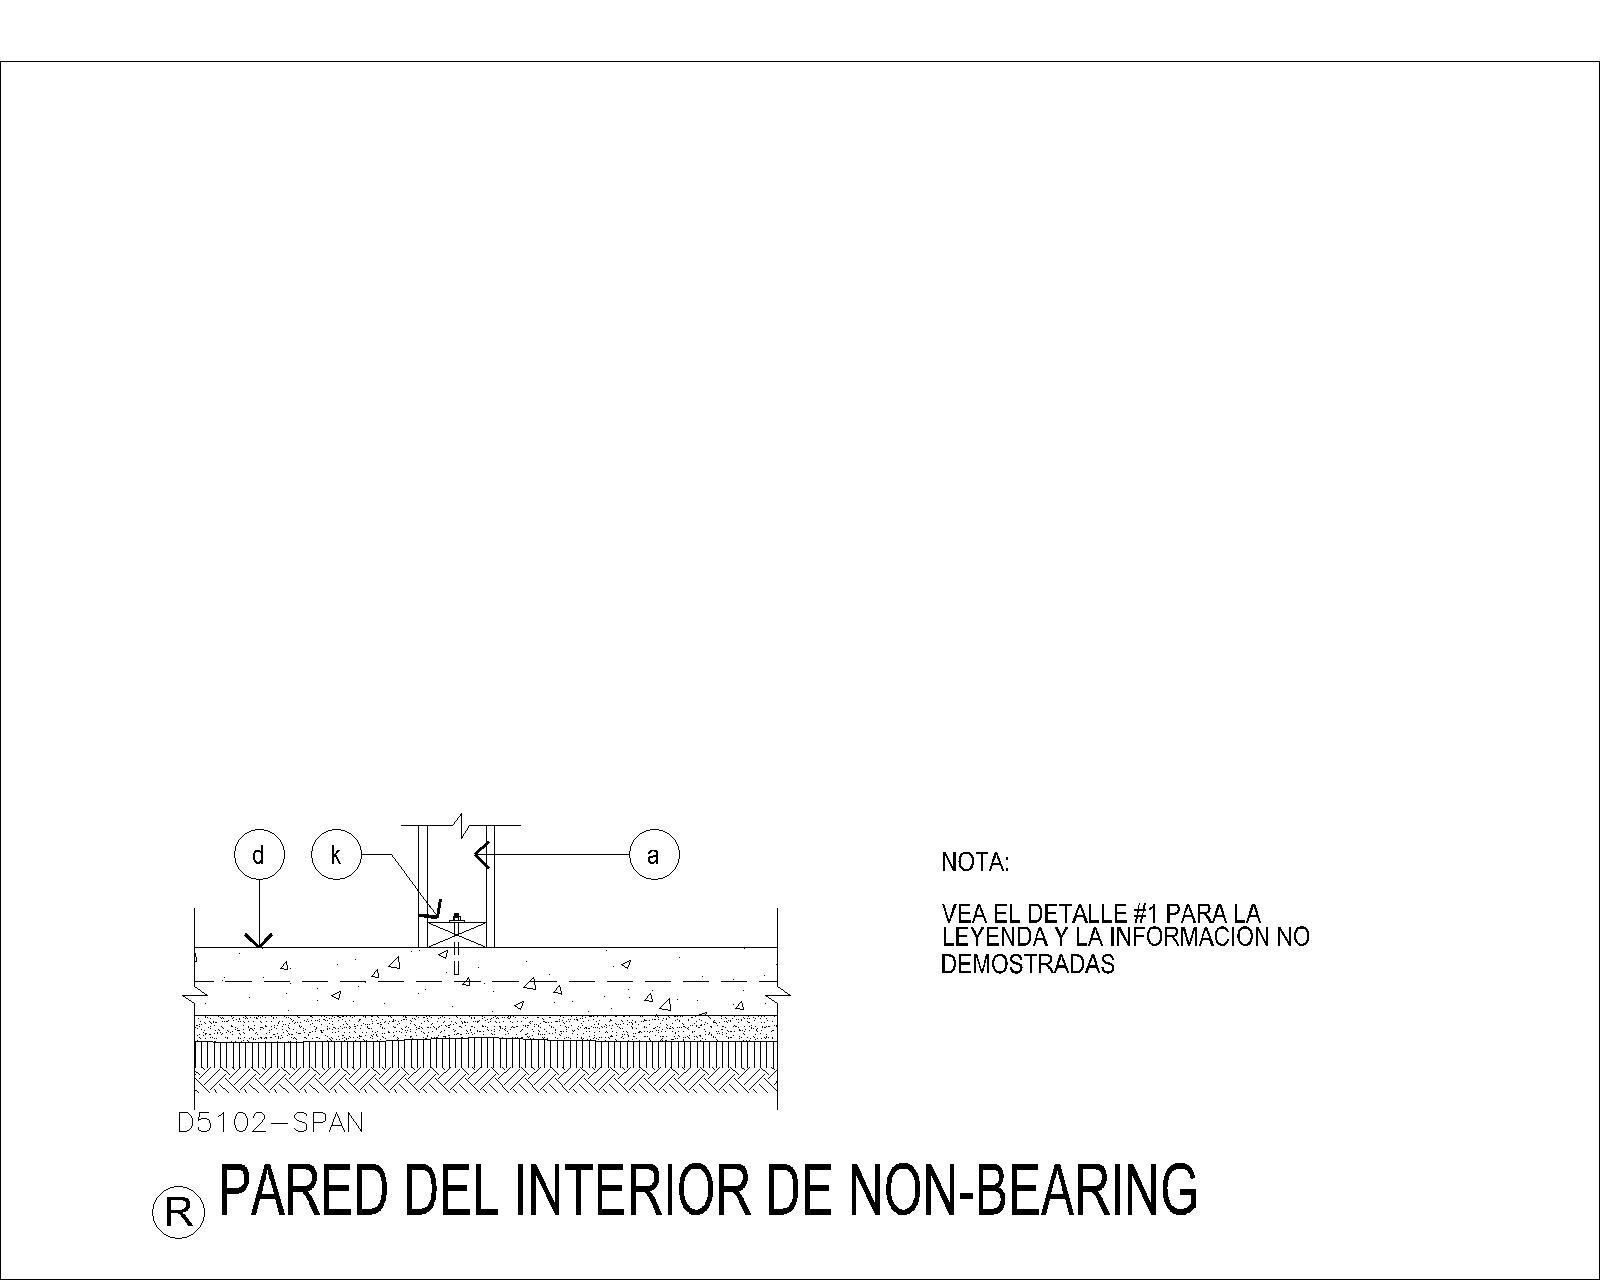 d k a
NOTA:
VEA EL DETALLE #1 PARA LA
LEYENDA Y LA INFORMACION NO
DEMOSTRADAS
D5102-SPAN
R PARED DEL INTERIOR DE NON-BEARING